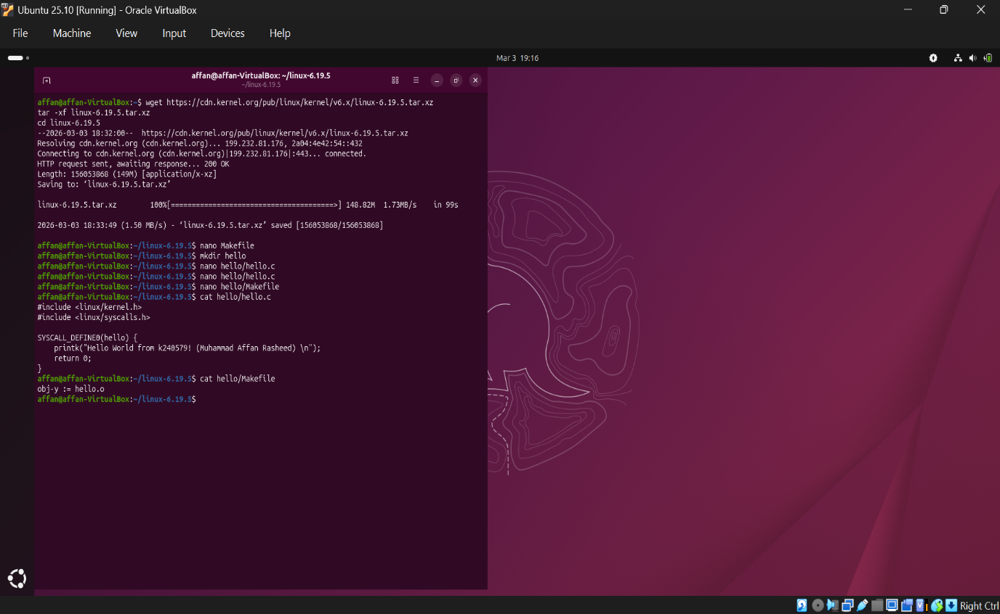 Ubuntu 25.10 [Running] - Oracle VirtualBox
File Machine View Input Devices Help
Mar 3 19:16
affan@affan-VirtualBox: ~/linux-6.19.5
~/linux-6.19.5
affan@affan-VirtualBox:~$ wget https://cdn.kernel.org/pub/linux/kernel/v6.x/linux-6.19.5.tar.xz
tar -xf linux-6.19.5.tar.xz
cd linux-6.19.5
--2026-03-03 18:32:00-- https://cdn.kernel.org/pub/linux/kernel/v6.x/linux-6.19.5.tar.xz
Resolving cdn.kernel.org (cdn.kernel.org)... 199.232.81.176, 2a04:4e42:54::432
Connecting to cdn.kernel.org (cdn.kernel.org)|199.232.81.176|:443... connected.
HTTP request sent, awaiting response... 200 OK
Length: 156053868 (149M) [application/x-xz]
Saving to: ‘linux-6.19.5.tar.xz’
linux-6.19.5.tar.xz 100%[======================================>] 148.82M 1.73MB/s in 99s
2026-03-03 18:33:49 (1.50 MB/s) - ‘linux-6.19.5.tar.xz’ saved [156053868/156053868]
affan@affan-VirtualBox:~/linux-6.19.5$ nano Makefile
affan@affan-VirtualBox:~/linux-6.19.5$ mkdir hello
affan@affan-VirtualBox:~/linux-6.19.5$ nano hello/hello.c
affan@affan-VirtualBox:~/linux-6.19.5$ nano hello/hello.c
affan@affan-VirtualBox:~/linux-6.19.5$ nano hello/Makefile
affan@affan-VirtualBox:~/linux-6.19.5$ cat hello/hello.c
#include <linux/kernel.h>
#include <linux/syscalls.h>
SYSCALL_DEFINE0(hello) {
printk("Hello World from k240579! (Muhammad Affan Rasheed) \n");
return 0;
}
affan@affan-VirtualBox:~/linux-6.19.5$ cat hello/Makefile
obj-y := hello.o
affan@affan-VirtualBox:~/linux-6.19.5$
Right Ctrl